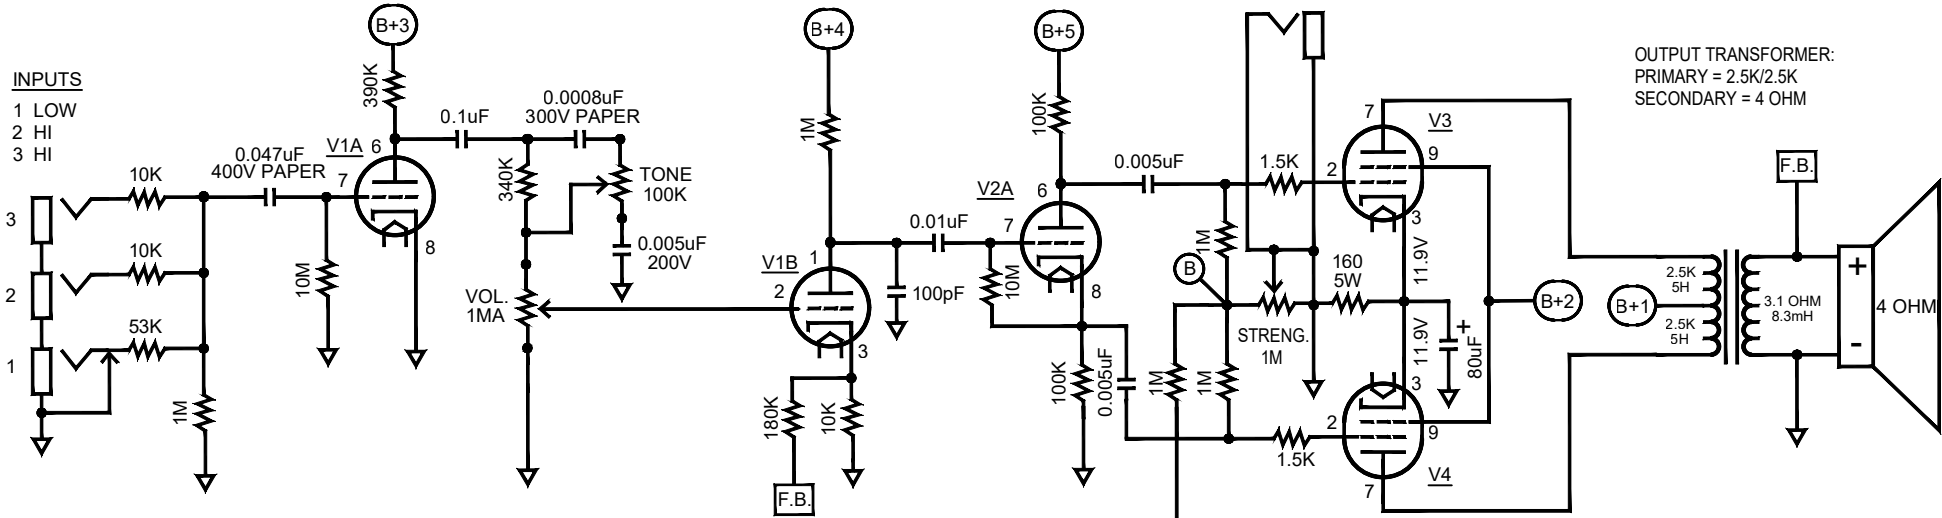 INPUTS
1 LOW
2 HI
3 HI
3
2
1
10K
10K
53K
1M
0.047uF
400V PAPER
10M
B+3
390K
V1A
6
7
8
0.1uF
0.0008uF
300V PAPER
340K
TONE
100K
0.005uF
200V
VOL.
1MA
B+4
1M
V1B
1
2
3
180K
10K
F.B.
100pF
0.01uF
10M
B+5
100K
V2A
6
7
8
100K
0.005uF
0.005uF
1M
B
1M
1M
STRENG.
1M
1.5K
1.5K
160
5W
11.9V
11.9V
80uF
+
V3
7
2
9
3
V4
3
2
9
7
B+2
B+1
2.5K
5H
2.5K
5H
3.1 OHM
8.3mH
OUTPUT TRANSFORMER:
PRIMARY = 2.5K/2.5K
SECONDARY = 4 OHM
F.B.
+
4 OHM
-